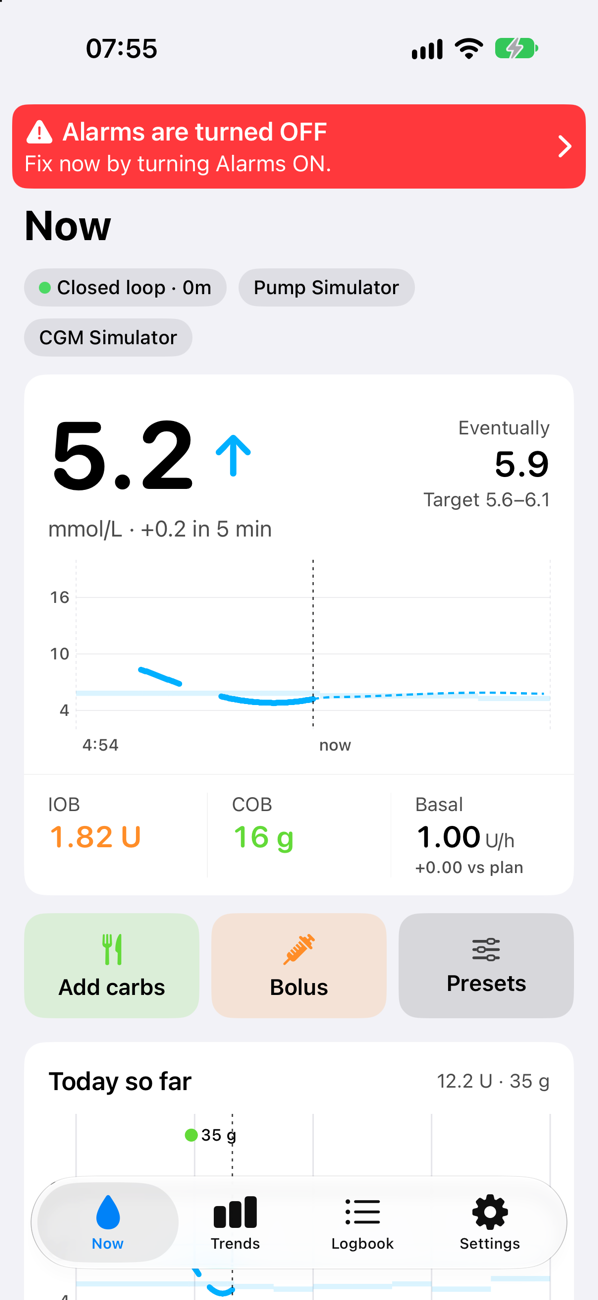 07:55
Alarms are turned OFF
Fix now by turning Alarms ON.
Now
Closed loop · 0m
Pump Simulator
CGM Simulator
5.2
Eventually
5.9
Target 5.6–6.1
mmol/L · +0.2 in 5 min
16
10
4
4:54
now
IOB
COB
Basal
1.82 U
16 g
1.00 U/h
+0.00 vs plan
Add carbs
Bolus
Presets
Today so far
12.2 U · 35 g
35 g
Now
Trends
Logbook
Settings
4